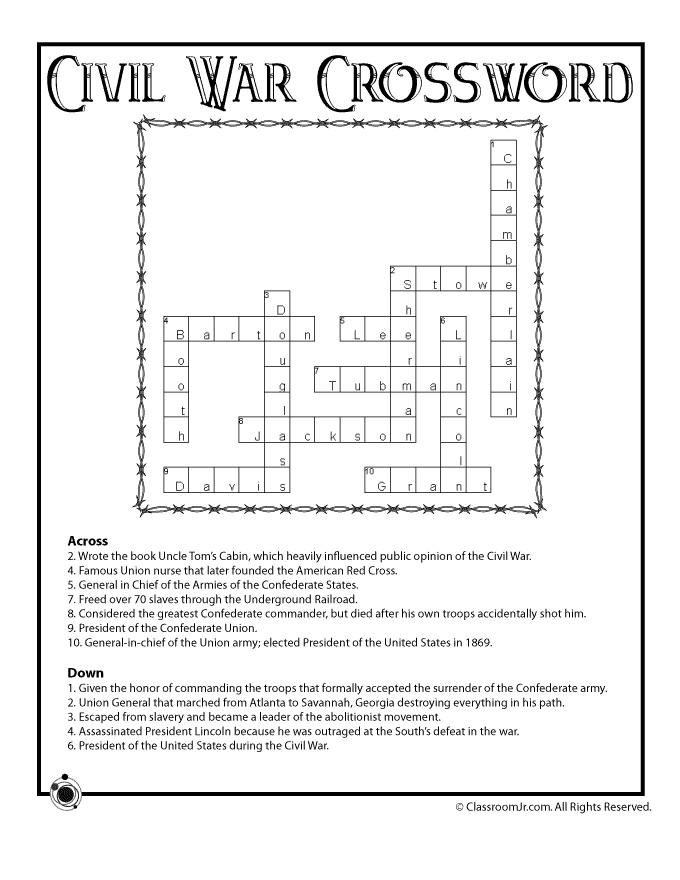 Civil War Crossword
1
C
h
a
m
b
2
S t o w e
3
D h r
4 5 6
B a r t o n L e e L l
o u r i a
7
o g T u b m a n i
t l a c n
8
h J a c k s o n o
s l
9 10
D a v i s G r a n t
Across
2. Wrote the book Uncle Tom's Cabin, which heavily influenced public opinion of the Civil War.
4. Famous Union nurse that later founded the American Red Cross.
5. General in Chief of the Armies of the Confederate States.
7. Freed over 70 slaves through the Underground Railroad.
8. Considered the greatest Confederate commander, but died after his own troops accidentally shot him.
9. President of the Confederate Union.
10. General-in-chief of the Union army; elected President of the United States in 1869.
Down
1. Given the honor of commanding the troops that formally accepted the surrender of the Confederate army.
2. Union General that marched from Atlanta to Savannah, Georgia destroying everything in his path.
3. Escaped from slavery and became a leader of the abolitionist movement.
4. Assassinated President Lincoln because he was outraged at the South's defeat in the war.
6. President of the United States during the Civil War.
© ClassroomJr.com. All Rights Reserved.